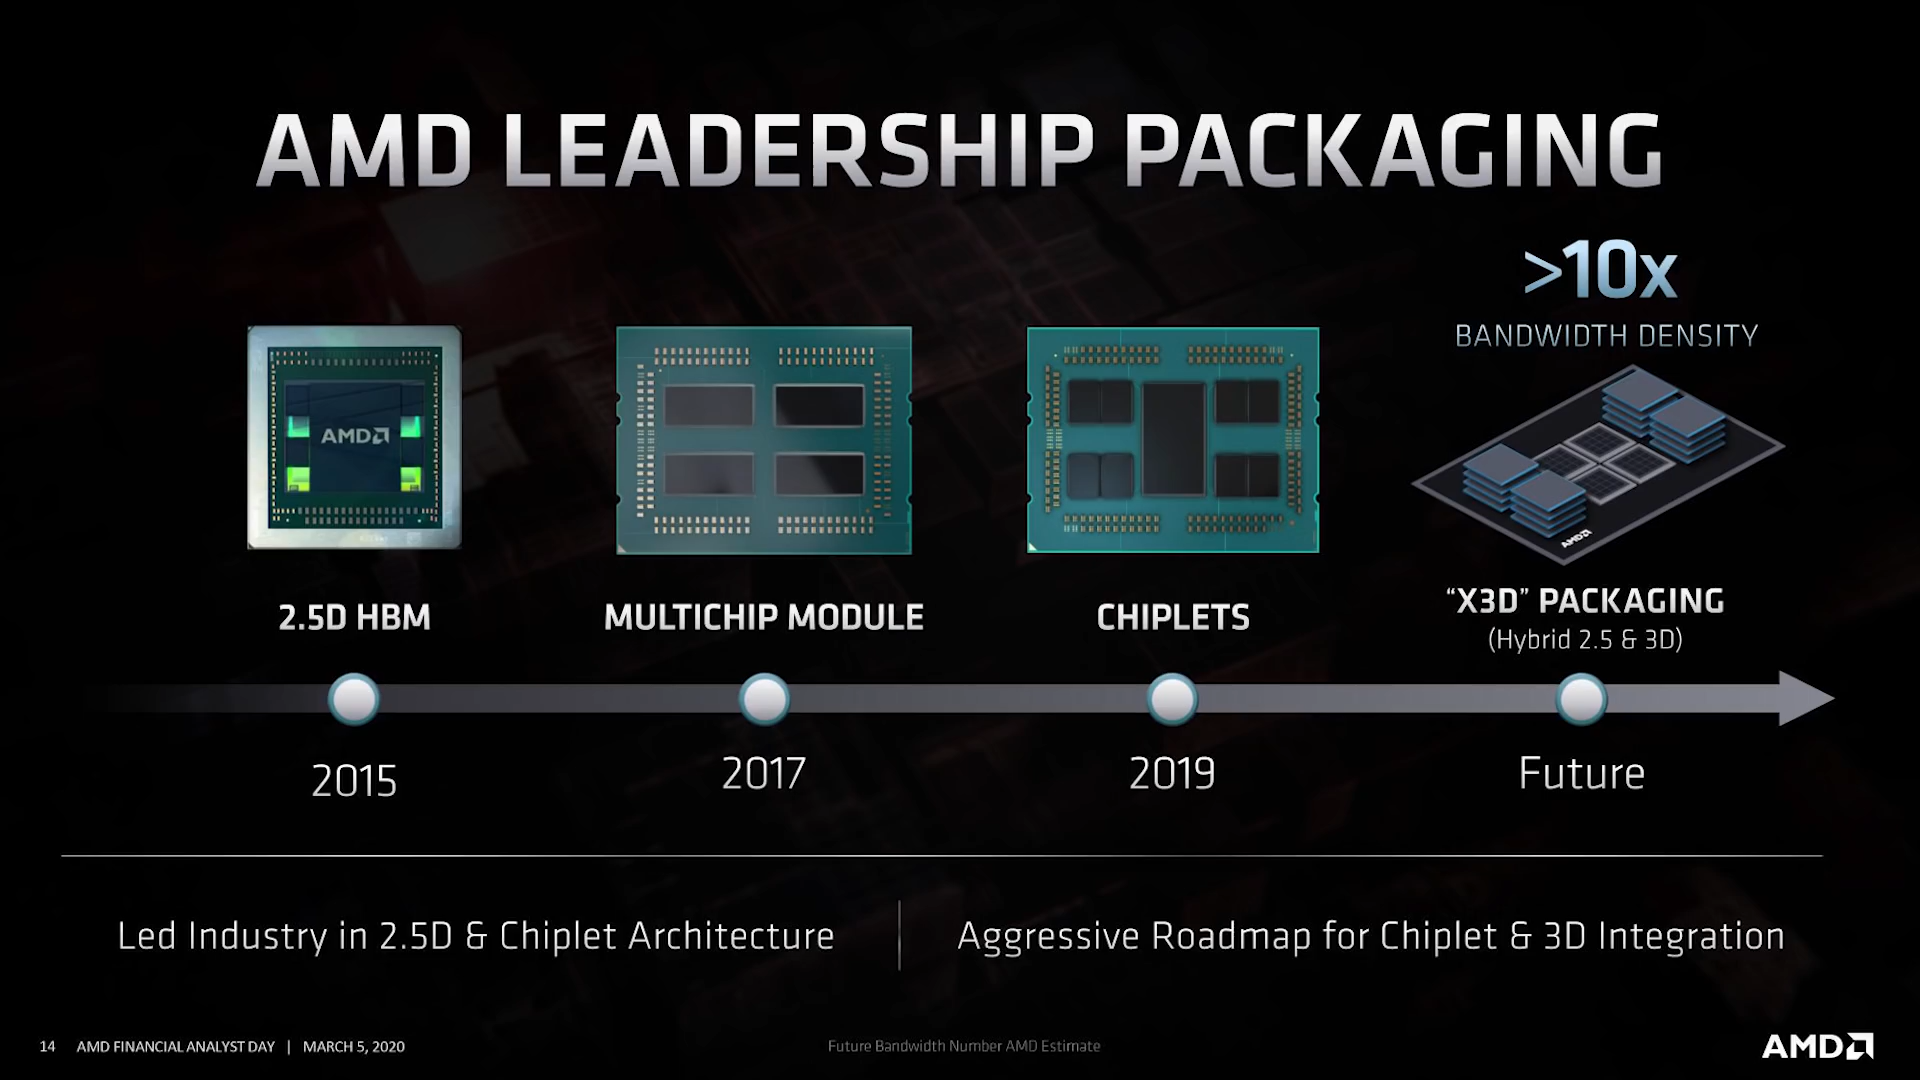 AMD LEADERSHIP PACKAGING
>10x
BANDWIDTH DENSITY
AMD
AMD
2.5D HBM
MULTICHIP MODULE
CHIPLETS
“X3D” PACKAGING
(Hybrid 2.5 & 3D)
2015
2017
2019
Future
Led Industry in 2.5D & Chiplet Architecture
Aggressive Roadmap for Chiplet & 3D Integration
14 AMD FINANCIAL ANALYST DAY | MARCH 5, 2020
Future Bandwidth Number AMD Estimate
AMD